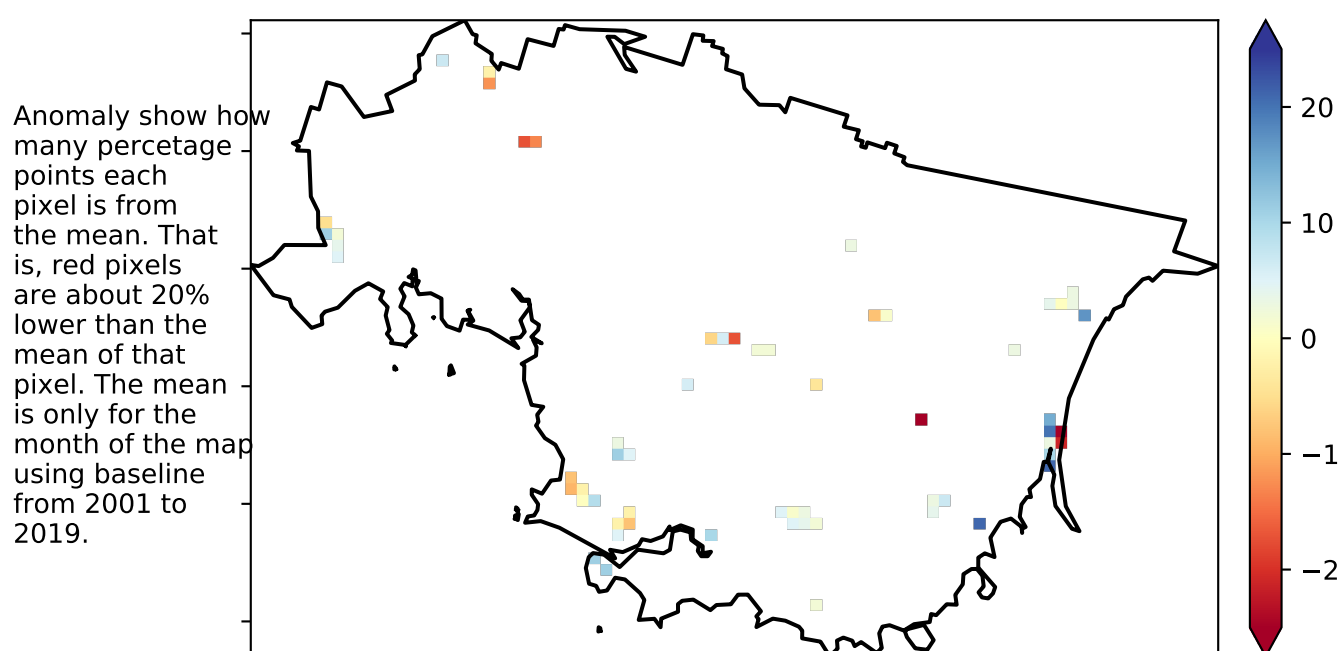 Anomaly show how
many percetage
points each
pixel is from
the mean. That
is, red pixels
are about 20%
lower than the
mean of that
pixel. The mean
is only for the
month of the map
using baseline
from 2001 to
2019.
20
10
0
−1
−2